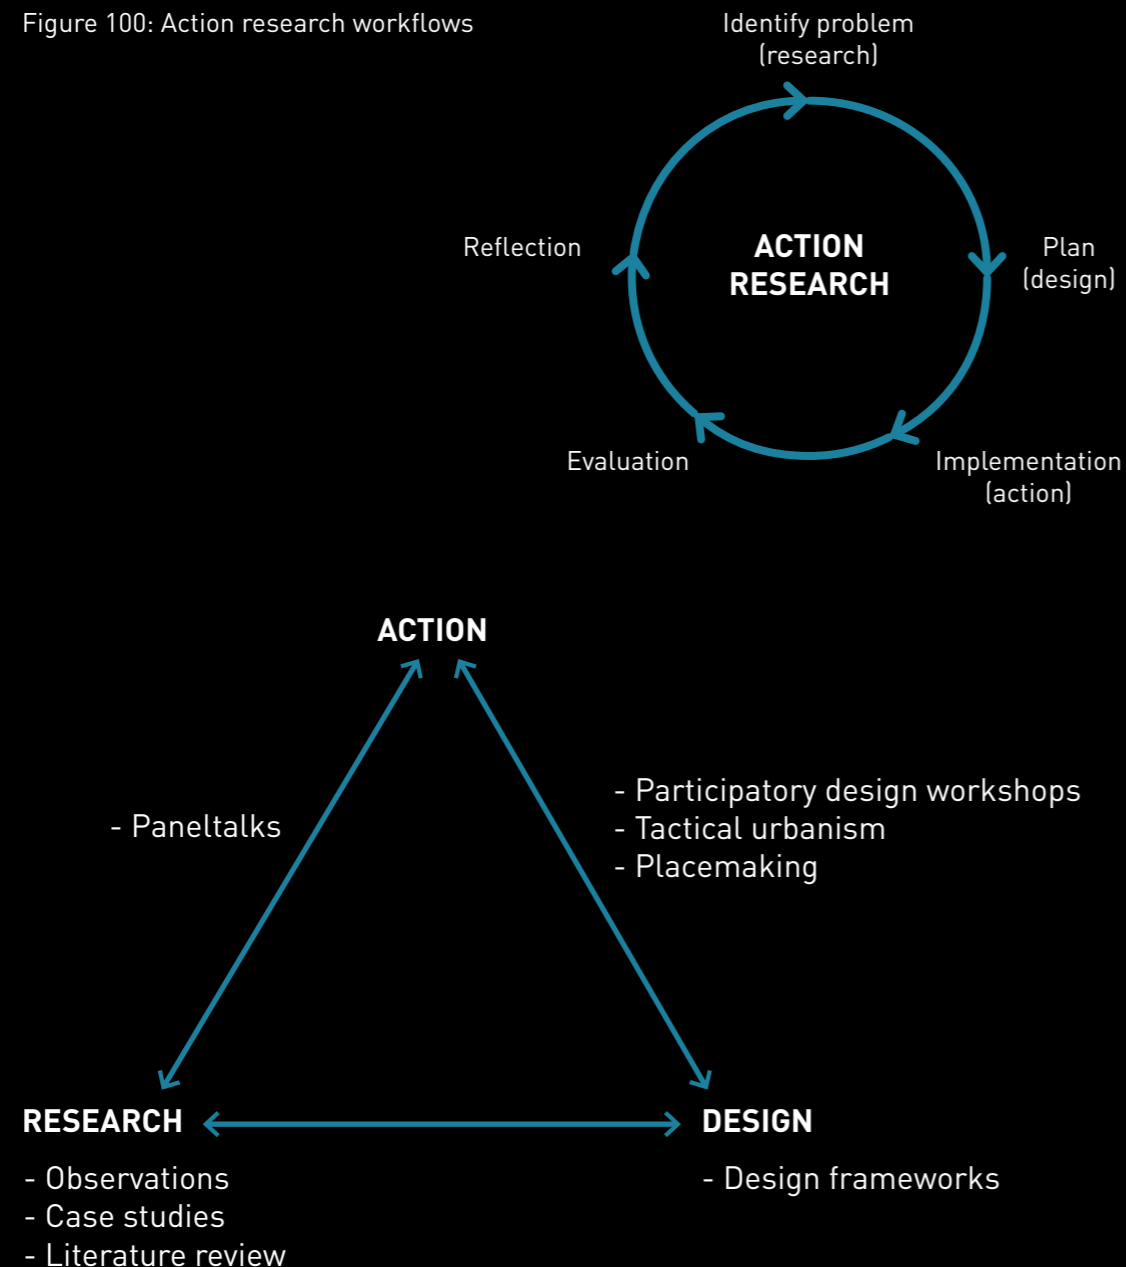 Figure 100: Action research workflows
Identify problem
(research)
Reflection
ACTION
RESEARCH
Plan
(design)
Evaluation
Implementation
(action)
ACTION
- Paneltalks
- Participatory design workshops
- Tactical urbanism
- Placemaking
RESEARCH
DESIGN
- Observations
- Case studies
- Literature review
- Design frameworks